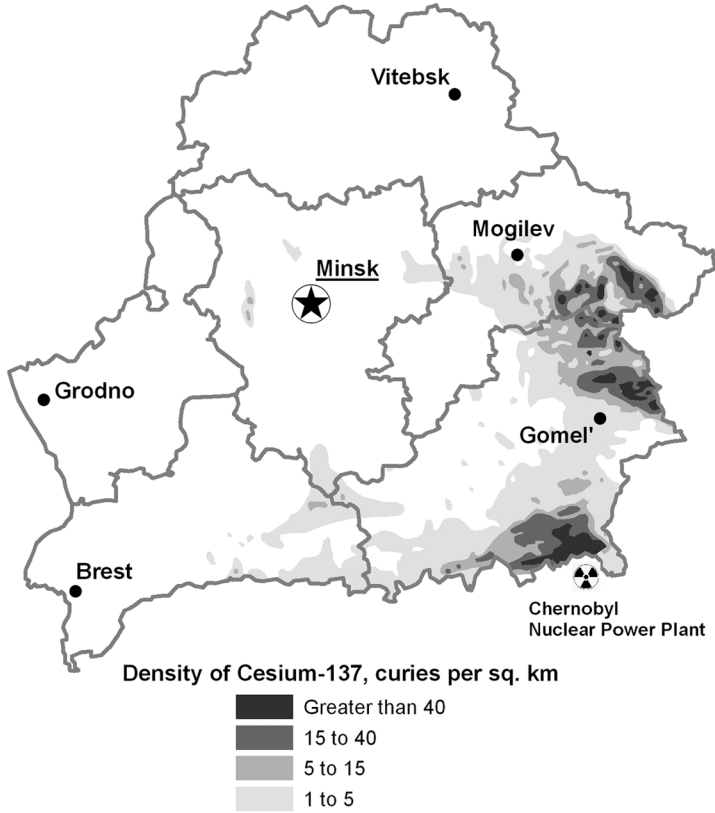 Vitebsk
Mogilev
Minsk
Grodno
Gomel'
Brest
Chernobyl
Nuclear Power Plant
Density of Cesium-137, curies per sq. km
Greater than 40
15 to 40
5 to 15
1 to 5